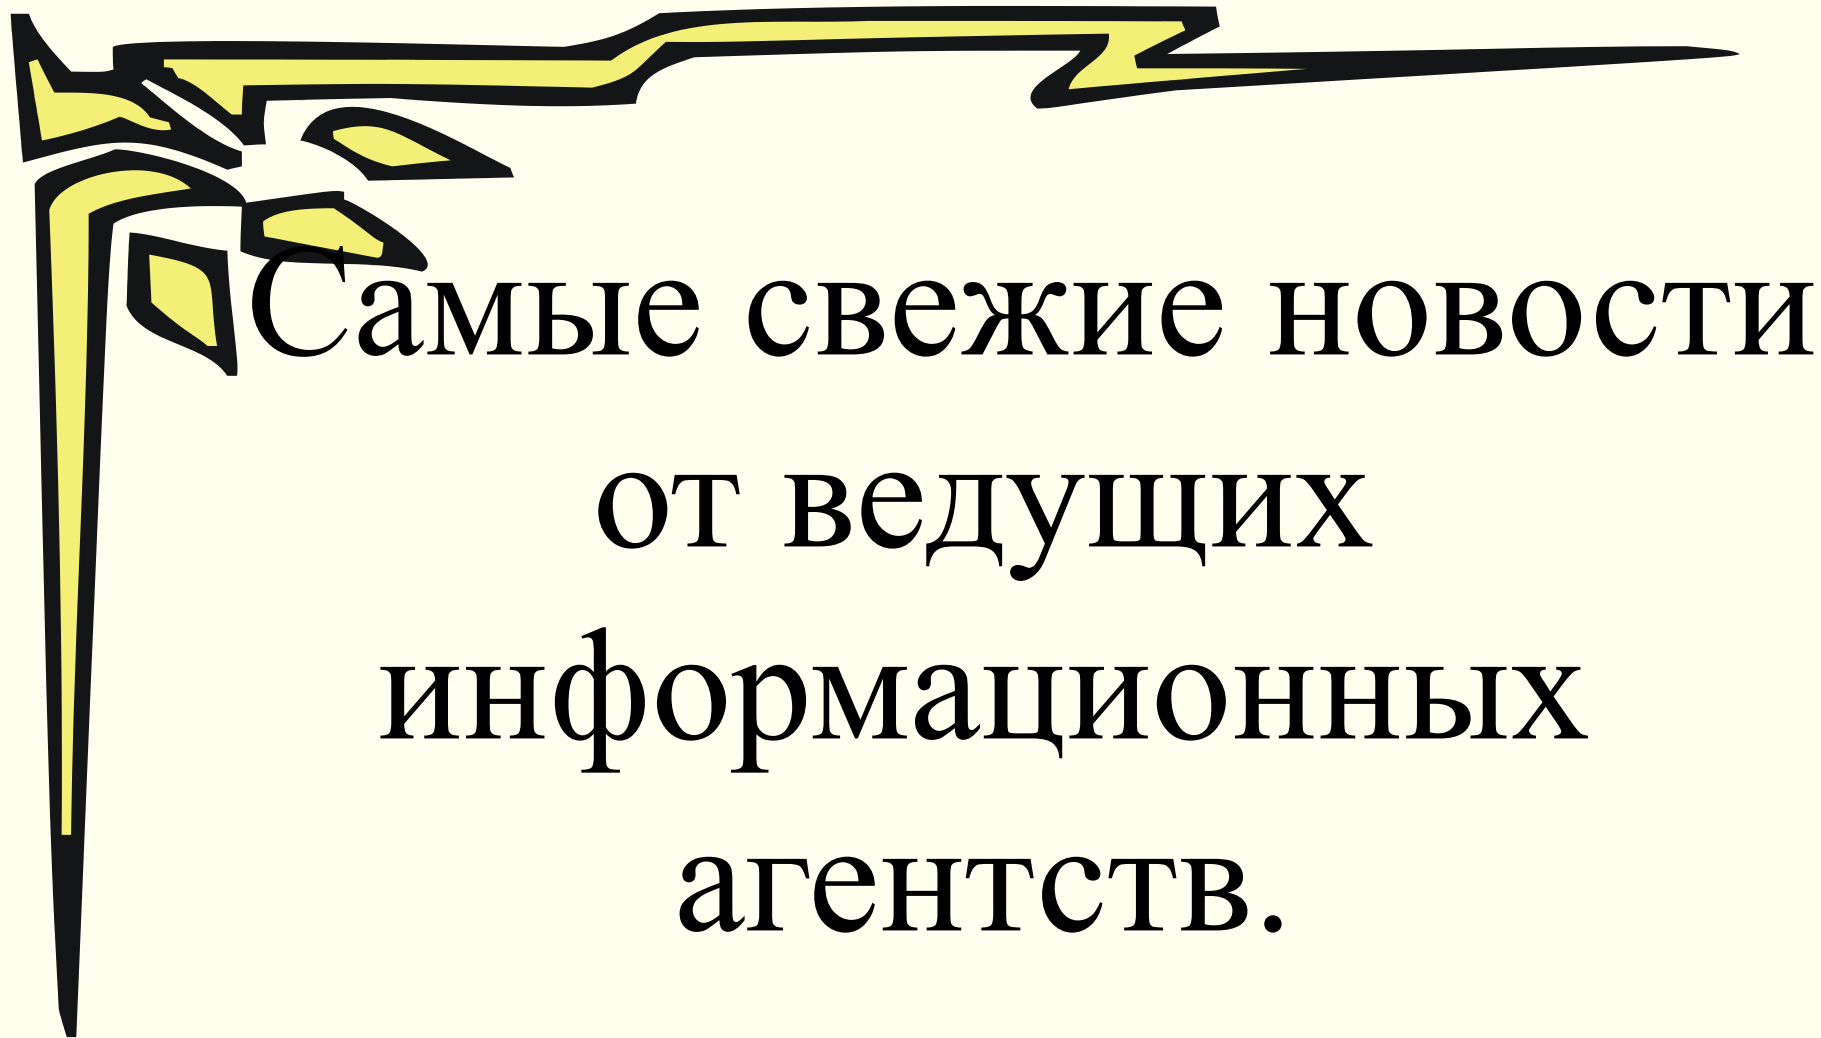 Самые свежие новости
от ведущих
информационных
агентств.